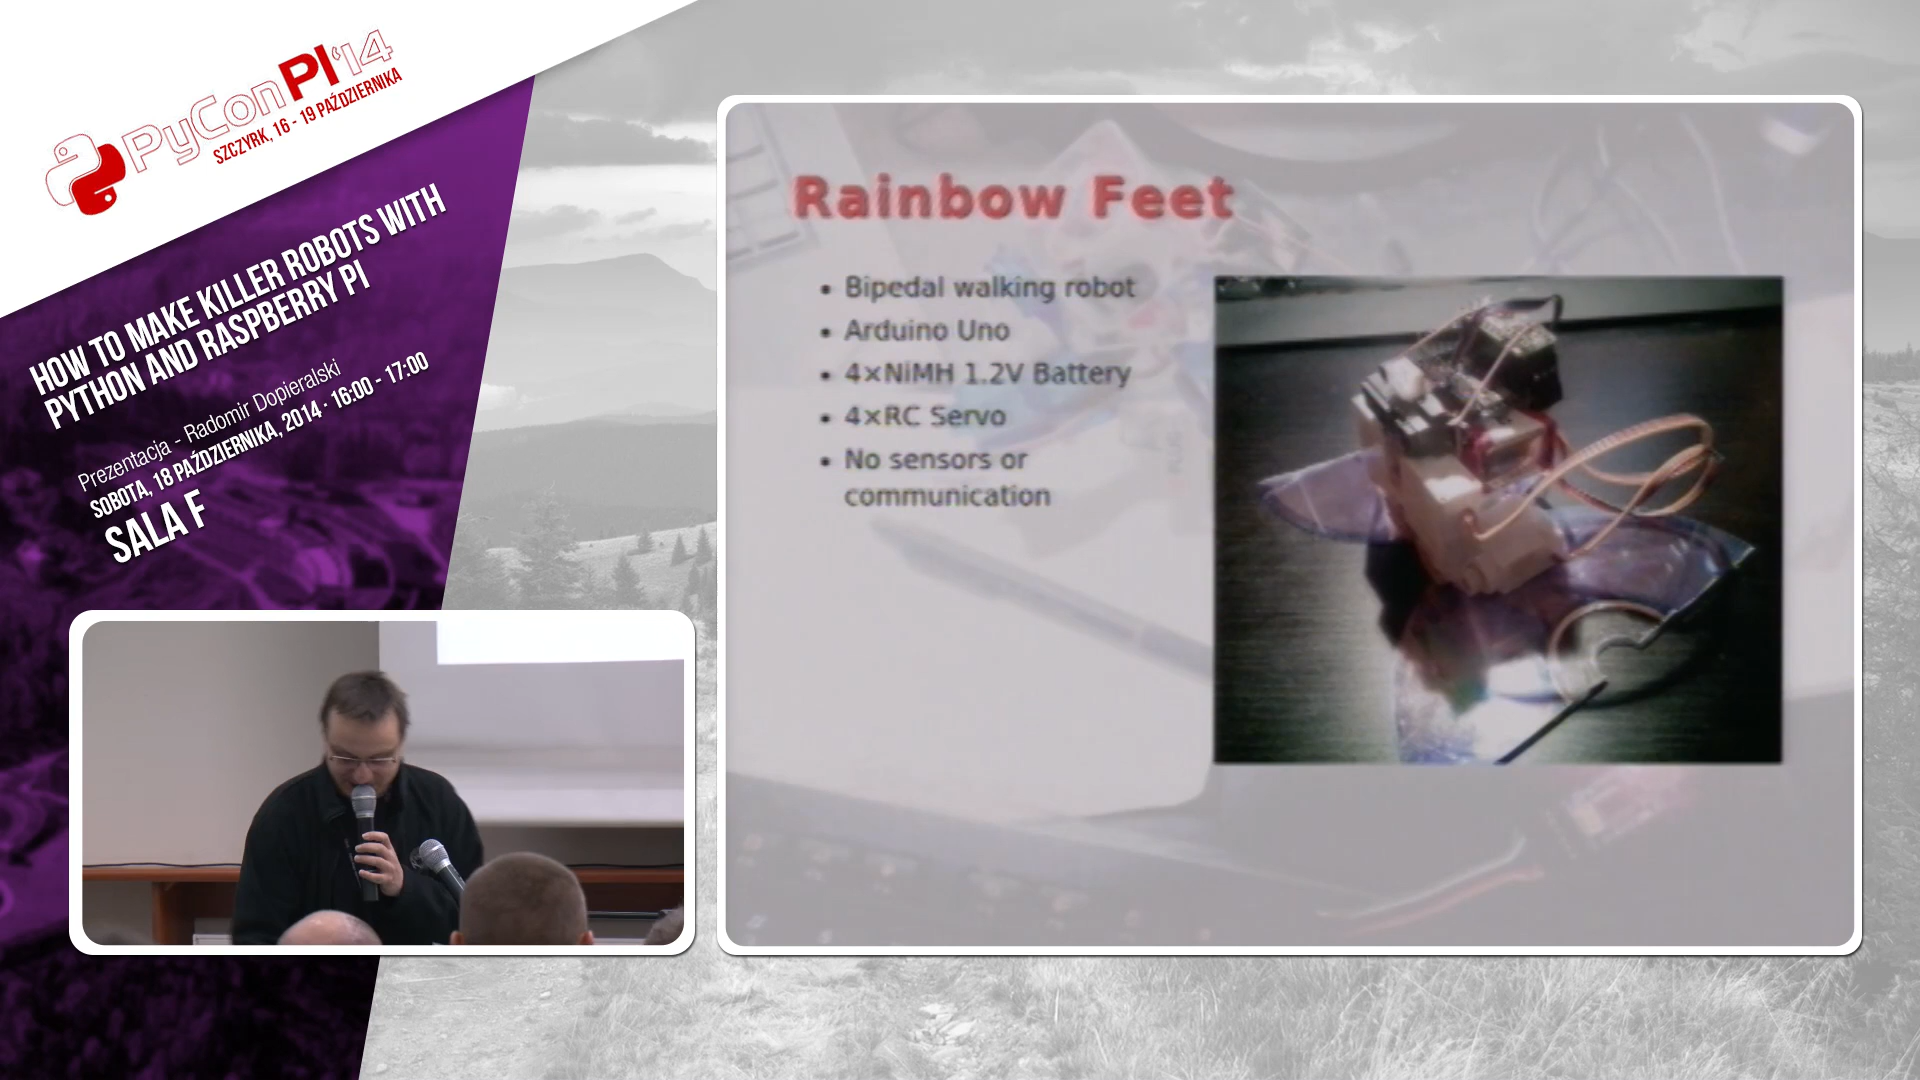 PyConPl'14
SZCZYRK, 16 - 19 PAŹDZIERNIKA
HOW TO MAKE KILLER ROBOTS WITH
PYTHON AND RASPBERRY PI
Prezentacja - Radomir Dopieralski
SOBOTA, 18 PAŹDZIERNIKA, 2014 · 16:00 - 17:00
SALA F
Rainbow Feet
• Bipedal walking robot
• Arduino Uno
• 4×NiMH 1.2V Battery
• 4×RC Servo
• No sensors or
communication